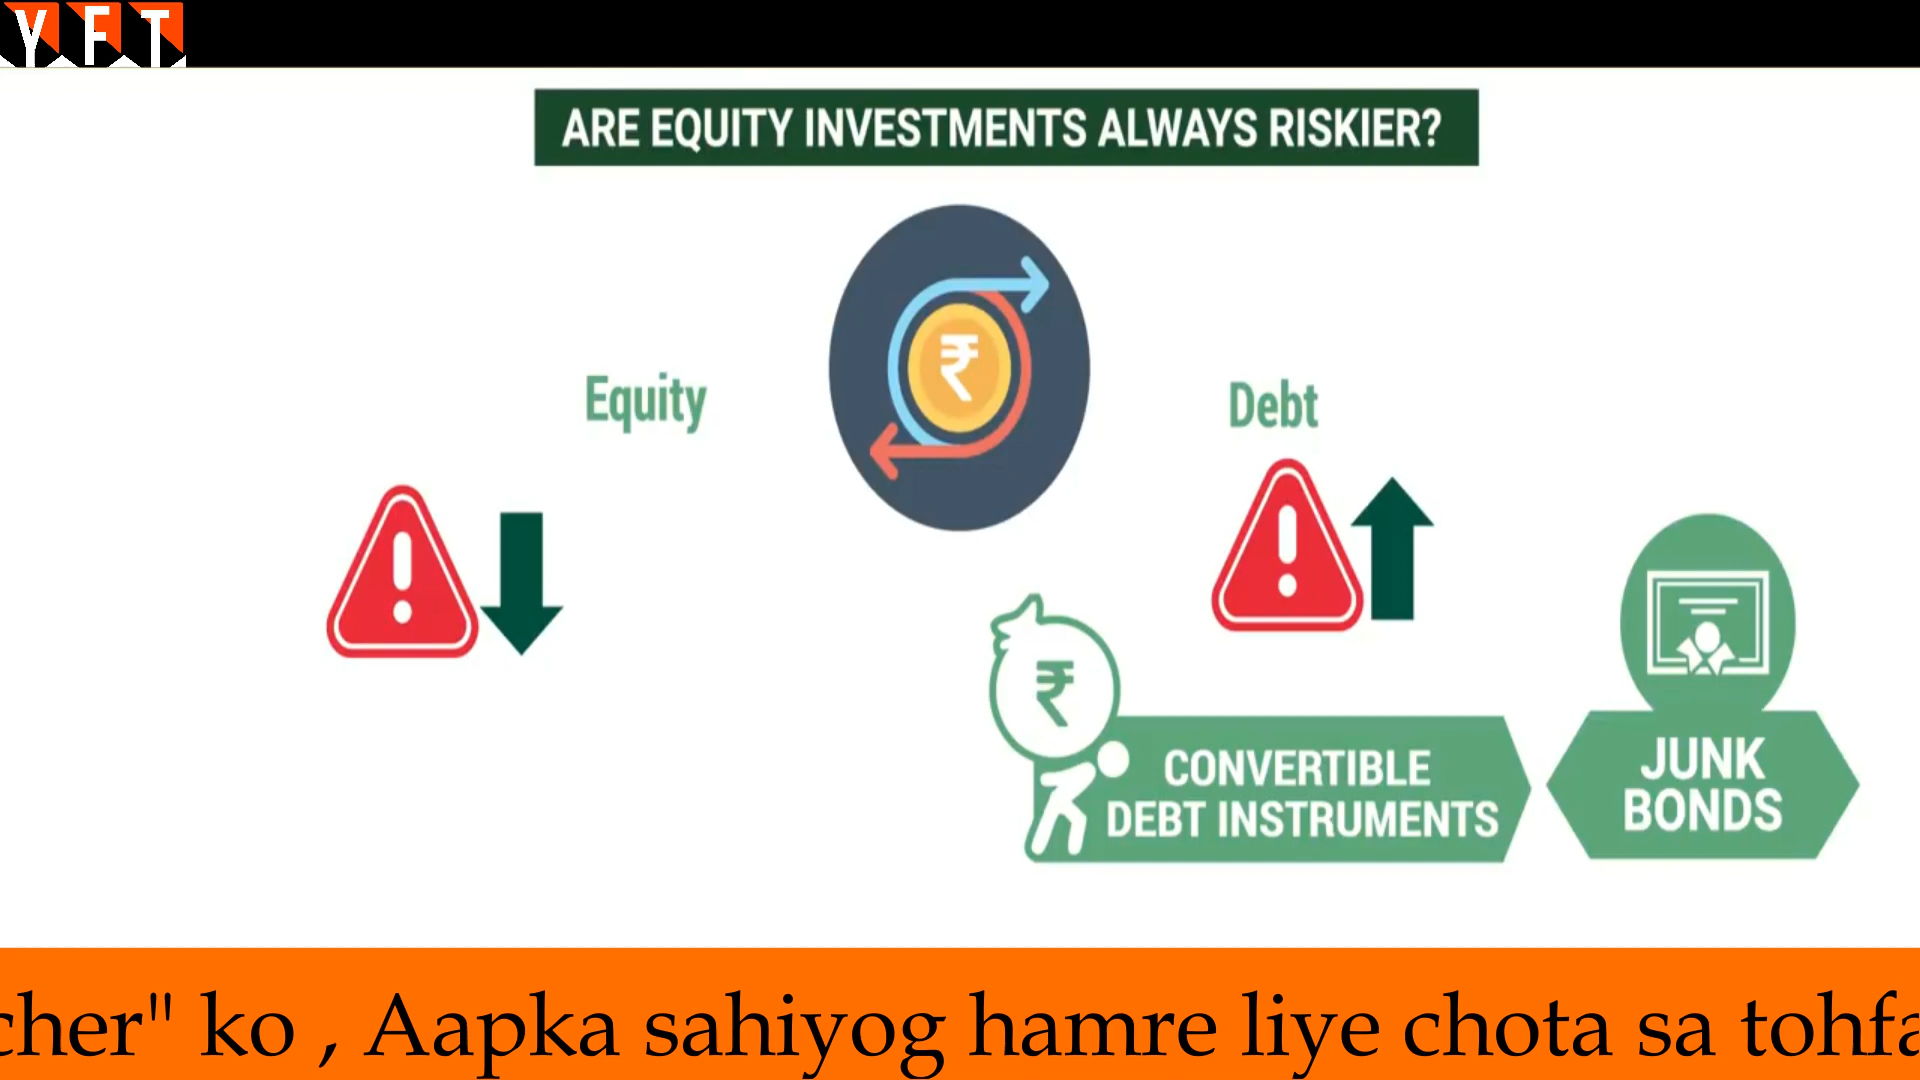 YFT
ARE EQUITY INVESTMENTS ALWAYS RISKIER?
Equity
Debt
₹
₹
CONVERTIBLE
DEBT INSTRUMENTS
JUNK
BONDS
cher" ko , Aapka sahiyog hamre liye chota sa tohfa